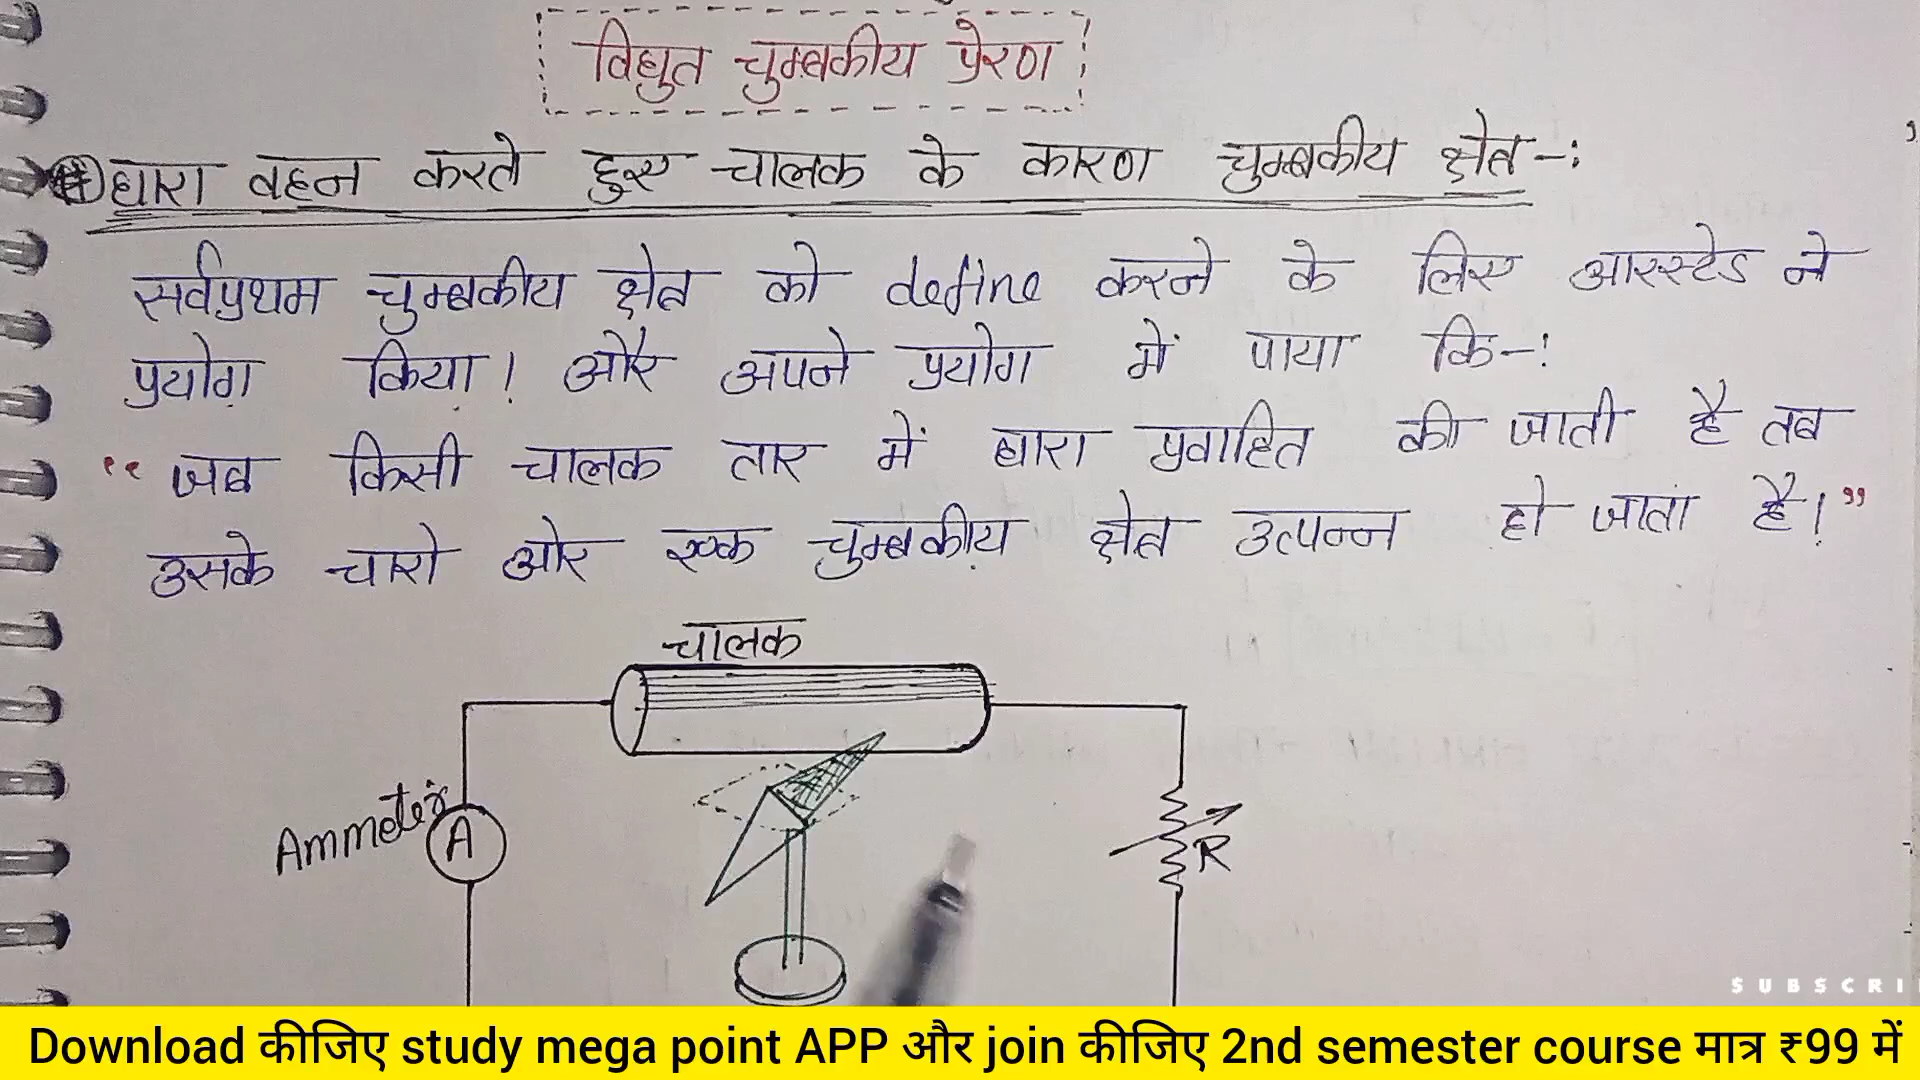 विद्युत चुम्बकीय प्रेरण
धारा वहन करते हुए चालक के कारण चुम्बकीय क्षेत्र -:
सर्वप्रथम चुम्बकीय क्षेत्र को define करने के लिए आरस्टेड ने
प्रयोग किया! और अपने प्रयोग में पाया कि -:
“ जब किसी चालक तार में धारा प्रवाहित की जाती है तब
उसके चारो ओर एक चुम्बकीय क्षेत्र उत्पन्न हो जाता है! ”
चालक
Ammeter
A
R
SUBSCRI
Download कीजिए study mega point APP और join कीजिए 2nd semester course मात्र ₹99 में